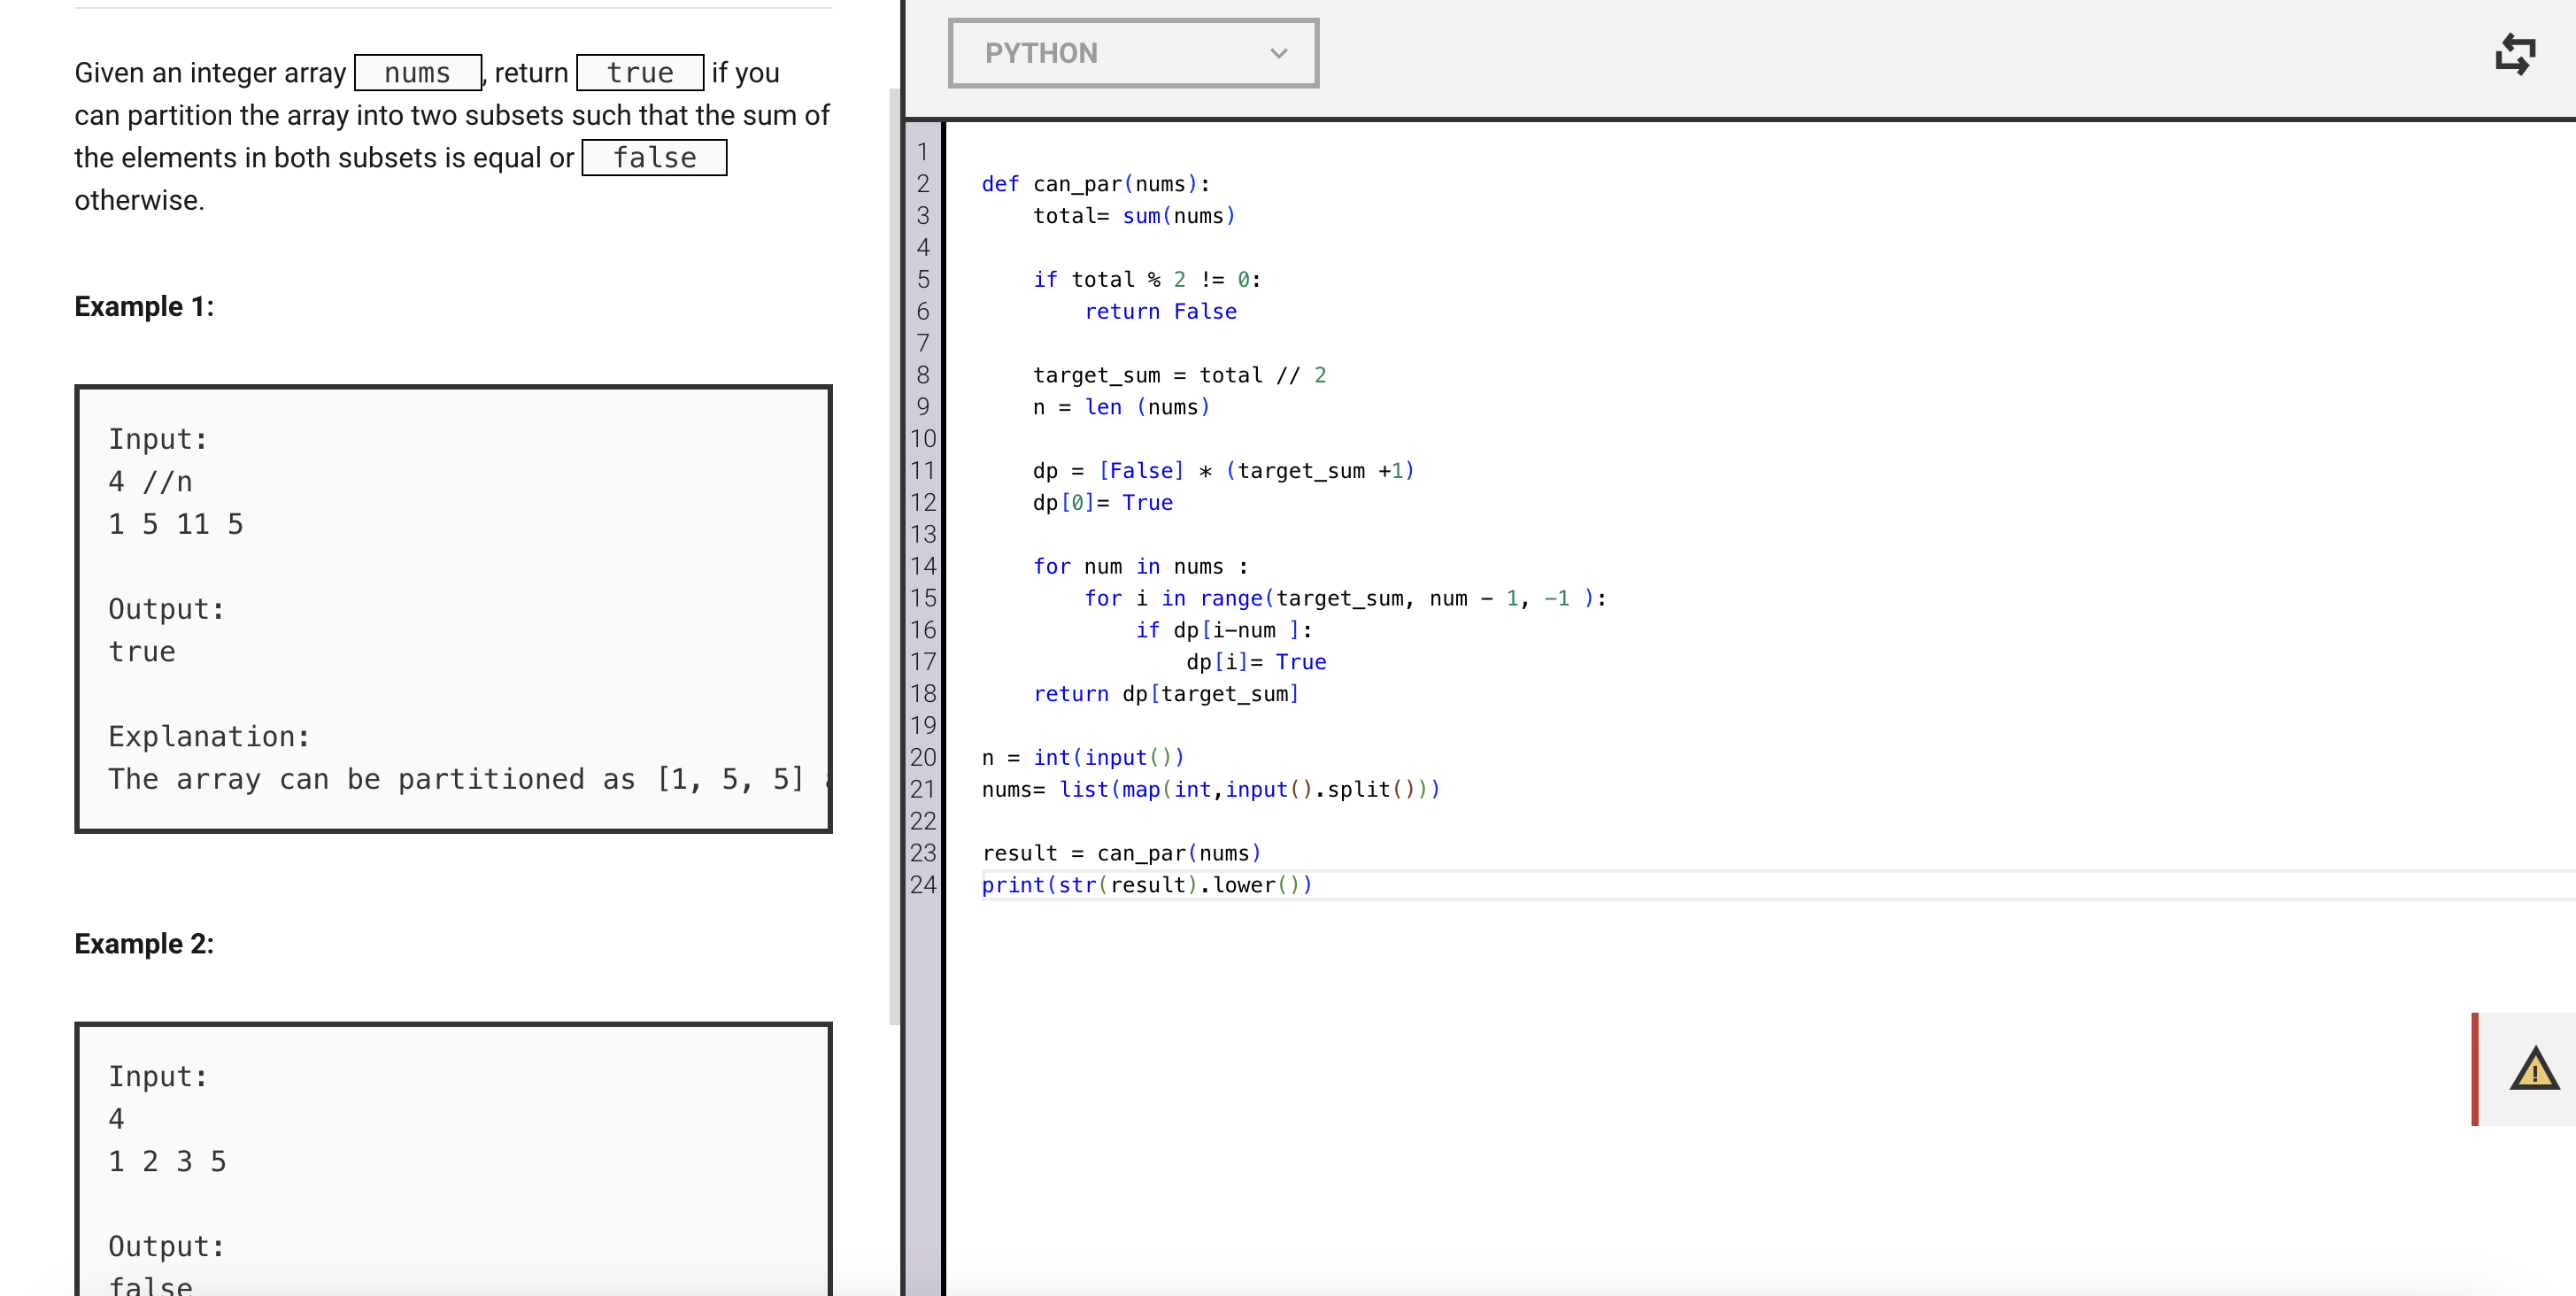 Given an integer array nums, return true if you
can partition the array into two subsets such that the sum of
the elements in both subsets is equal or false
otherwise.
Example 1:
Input:
4 //n
1 5 11 5
Output:
true
Explanation:
The array can be partitioned as [1, 5, 5]
Example 2:
Input:
4
1 2 3 5
Output:
false
PYTHON
1
2 def can_par(nums):
3 total= sum(nums)
4
5 if total % 2 != 0:
6 return False
7
8 target_sum = total // 2
9 n = len (nums)
10
11 dp = [False] * (target_sum +1)
12 dp[0]= True
13
14 for num in nums :
15 for i in range(target_sum, num - 1, -1 ):
16 if dp[i-num ]:
17 dp[i]= True
18 return dp[target_sum]
19
20 n = int(input())
21 nums= list(map(int,input().split()))
22
23 result = can_par(nums)
24 print(str(result).lower())